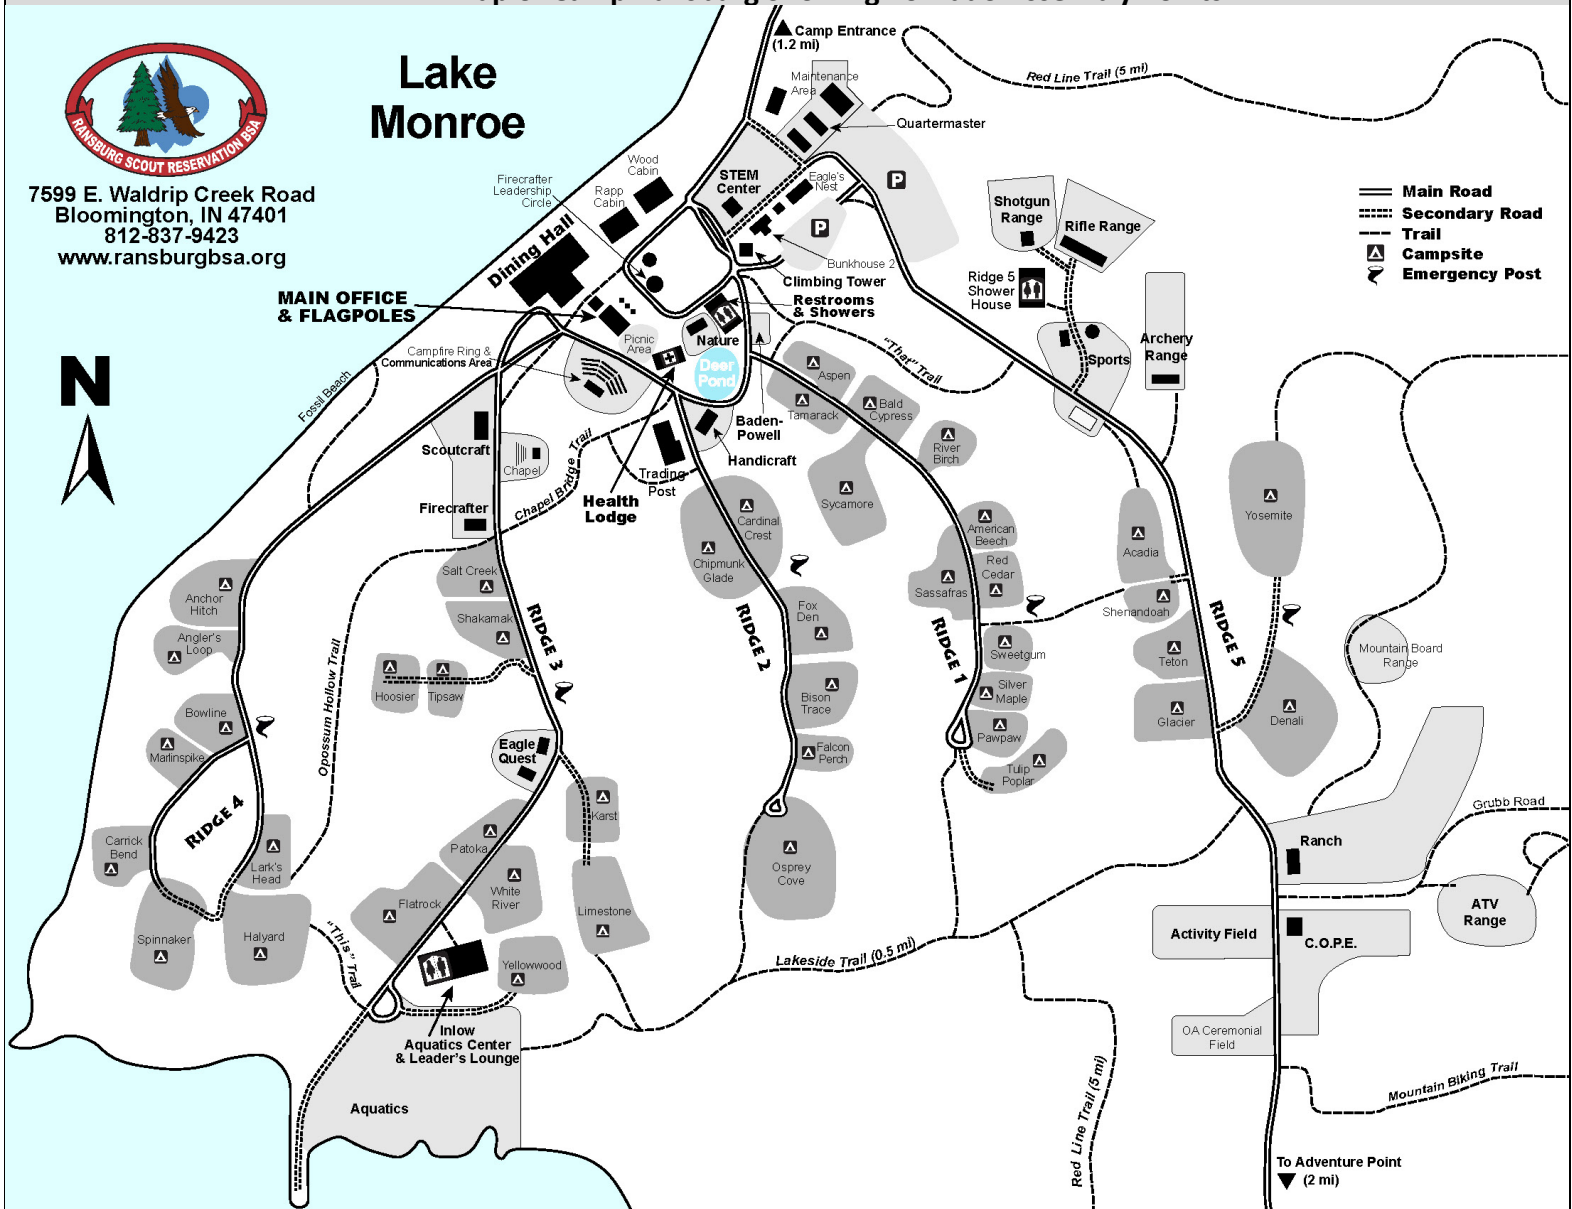 Lake
Monroe
RANSBURG SCOUT RESERVATION BSA
7599 E. Waldrip Creek Road
Bloomington, IN 47401
812-837-9423
www.ransburgbsa.org
N
Camp Entrance
(1.2 mi)
Maintenance
Area
Quartermaster
Red Line Trail (5 mi)
Main Road
Secondary Road
Trail
Campsite
Emergency Post
Wood
Cabin
Rapp
Cabin
Firecrafter
Leadership
Circle
STEM
Center
Eagle's
Nest
P
P
Bunkhouse 2
Climbing Tower
Restrooms
& Showers
Dining Hall
MAIN OFFICE
& FLAGPOLES
Picnic
Area
Nature
Deer
Pond
Campfire Ring &
Communications Area
Fossil Beach
Shotgun
Range
Rifle Range
Ridge 5
Shower
House
Sports
Archery
Range
"That" Trail
Aspen
Tamarack
Bald
Cypress
River
Birch
Sycamore
Baden-
Powell
Handicraft
Trading
Post
Health
Lodge
Chapel Bridge Trail
Chapel
Scoutcraft
Firecrafter
Cardinal
Crest
Chipmunk
Glade
American
Beech
Red
Cedar
Sassafras
Acadia
Shenandoah
Yosemite
Teton
Glacier
Denali
RIDGE 5
Mountain Board
Range
Salt Creek
Shakamak
RIDGE 3
Hoosier
Tipsaw
Opossum Hollow Trail
Anchor
Hitch
Angler's
Loop
Bowline
Marlinspike
RIDGE 4
Carrick
Bend
Lark's
Head
Spinnaker
Halyard
"This" Trail
RIDGE 2
Fox
Den
Bison
Trace
Falcon
Perch
Osprey
Cove
RIDGE 1
Sweetgum
Silver
Maple
Pawpaw
Tulip
Poplar
Eagle
Quest
Karst
Patoka
White
River
Flatrock
Limestone
Yellowwood
Inlow
Aquatics Center
& Leader's Lounge
Aquatics
Lakeside Trail (0.5 mi)
Grubb Road
Ranch
ATV
Range
Activity Field
C.O.P.E.
OA Ceremonial
Field
Mountain Biking Trail
Red Line Trail (5 mi)
To Adventure Point
(2 mi)